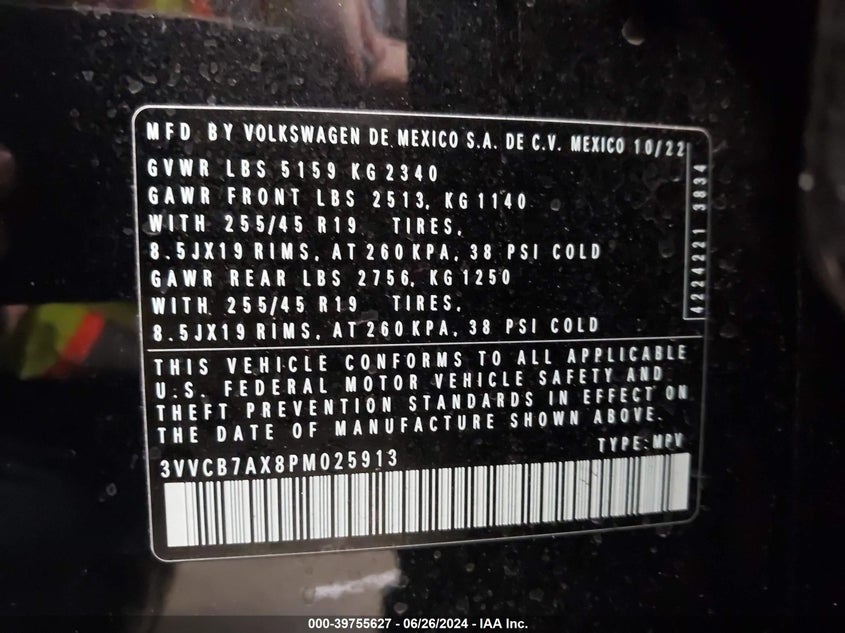 MFD BY VOLKSWAGEN DE MEXICO S.A. DE C.V. MEXICO 10/22
GVWR LBS 5159 KG 2340
GAWR FRONT LBS 2513, KG 1140
WITH 255/45 R19 TIRES,
8.5JX19 RIMS, AT 260 KPA, 38 PSI COLD
GAWR REAR LBS 2756, KG 1250
WITH 255/45 R19 TIRES,
8.5JX19 RIMS, AT 260 KPA, 38 PSI COLD
4224221 3834
THIS VEHICLE CONFORMS TO ALL APPLICABLE
U.S. FEDERAL MOTOR VEHICLE SAFETY AND
THEFT PREVENTION STANDARDS IN EFFECT ON
THE DATE OF MANUFACTURE SHOWN ABOVE.
TYPE:MPV
3VVCB7AX8PM025913
000-39755627 - 06/26/2024 - IAA Inc.